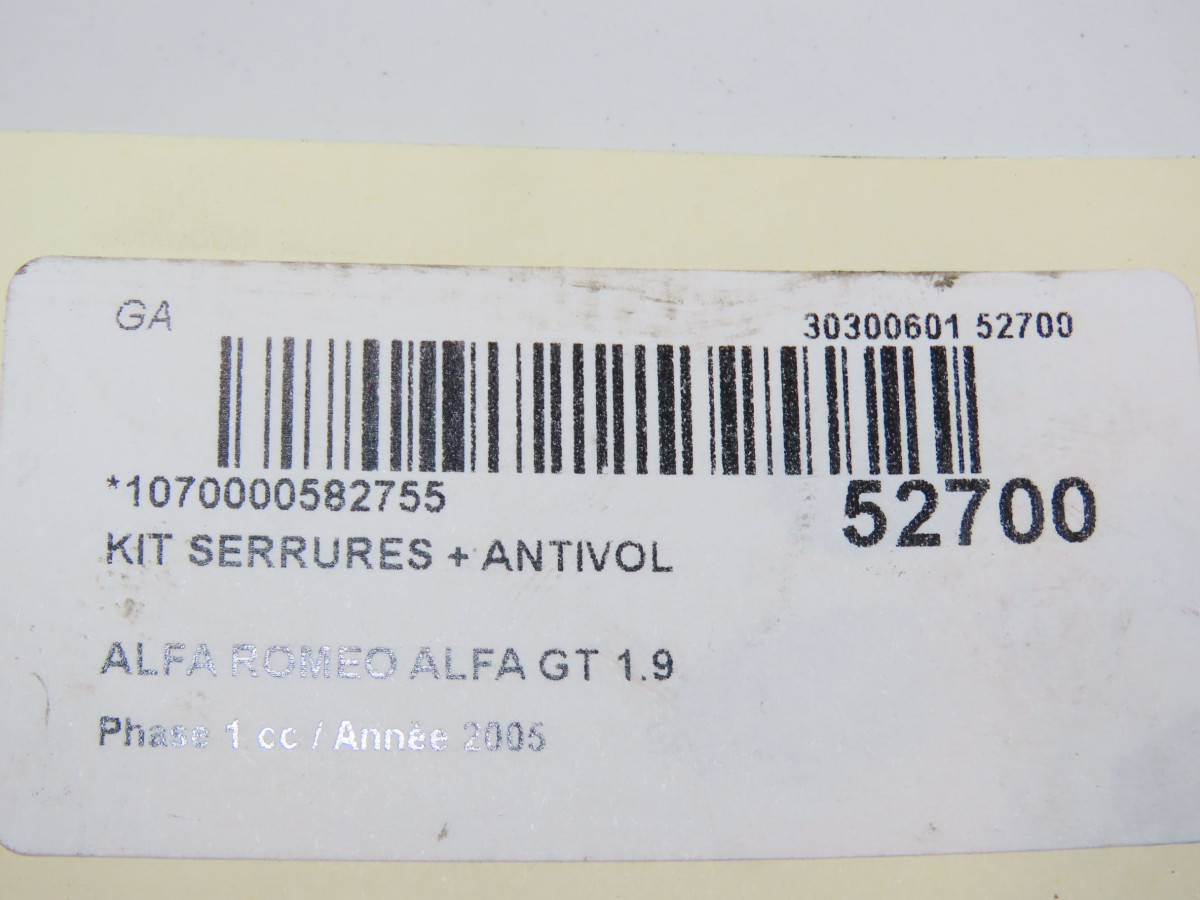 GA
30300601 52700
*1070000582755
52700
KIT SERRURES + ANTIVOL
ALFA ROMEO ALFA GT 1.9
Phase 1 cc / Année 2005